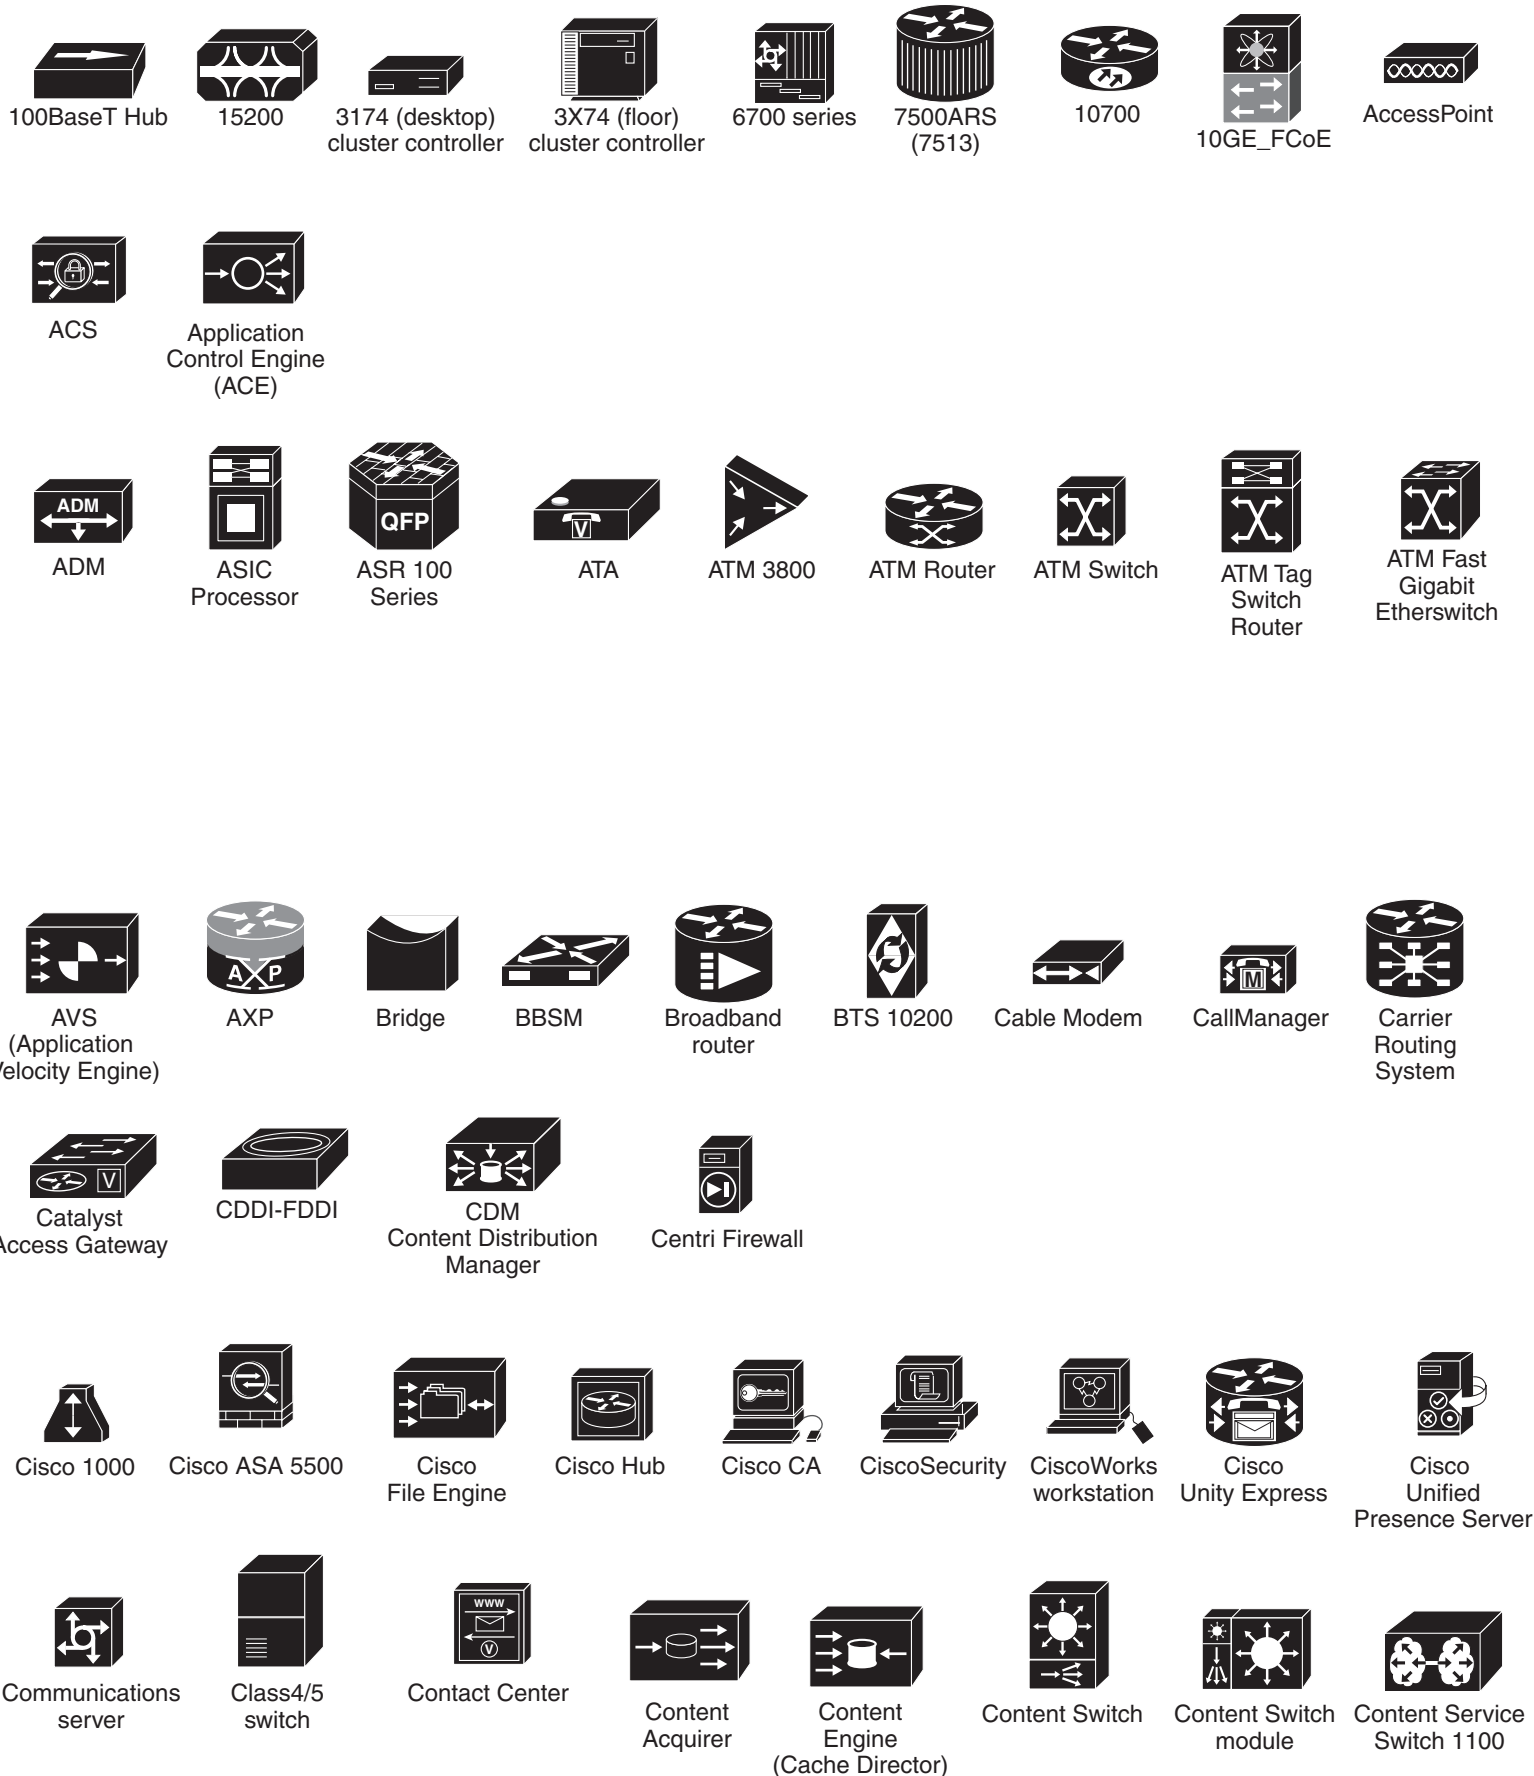 100BaseT Hub
15200
3174 (desktop)
cluster controller
3X74 (floor)
cluster controller
6700 series
7500ARS
(7513)
10700
10GE_FCoE
AccessPoint
ACS
Application
Control Engine
(ACE)
ADM
ADM
ASIC
Processor
QFP
ASR 100
Series
V
ATA
ATM 3800
ATM Router
ATM Switch
ATM Tag
Switch
Router
ATM Fast
Gigabit
Etherswitch
AVS
(Application
Velocity Engine)
A P
AXP
Bridge
BBSM
Broadband
router
BTS 10200
Cable Modem
M
CallManager
Carrier
Routing
System
V
Catalyst
Access Gateway
CDDI-FDDI
CDM
Content Distribution
Manager
Centri Firewall
Cisco 1000
Cisco ASA 5500
Cisco
File Engine
Cisco Hub
Cisco CA
CiscoSecurity
CiscoWorks
workstation
Cisco
Unity Express
Cisco
Unified
Presence Server
Communications
server
Class4/5
switch
WWW
V
Contact Center
Content
Acquirer
Content
Engine
(Cache Director)
Content Switch
Content Switch
module
Content Service
Switch 1100